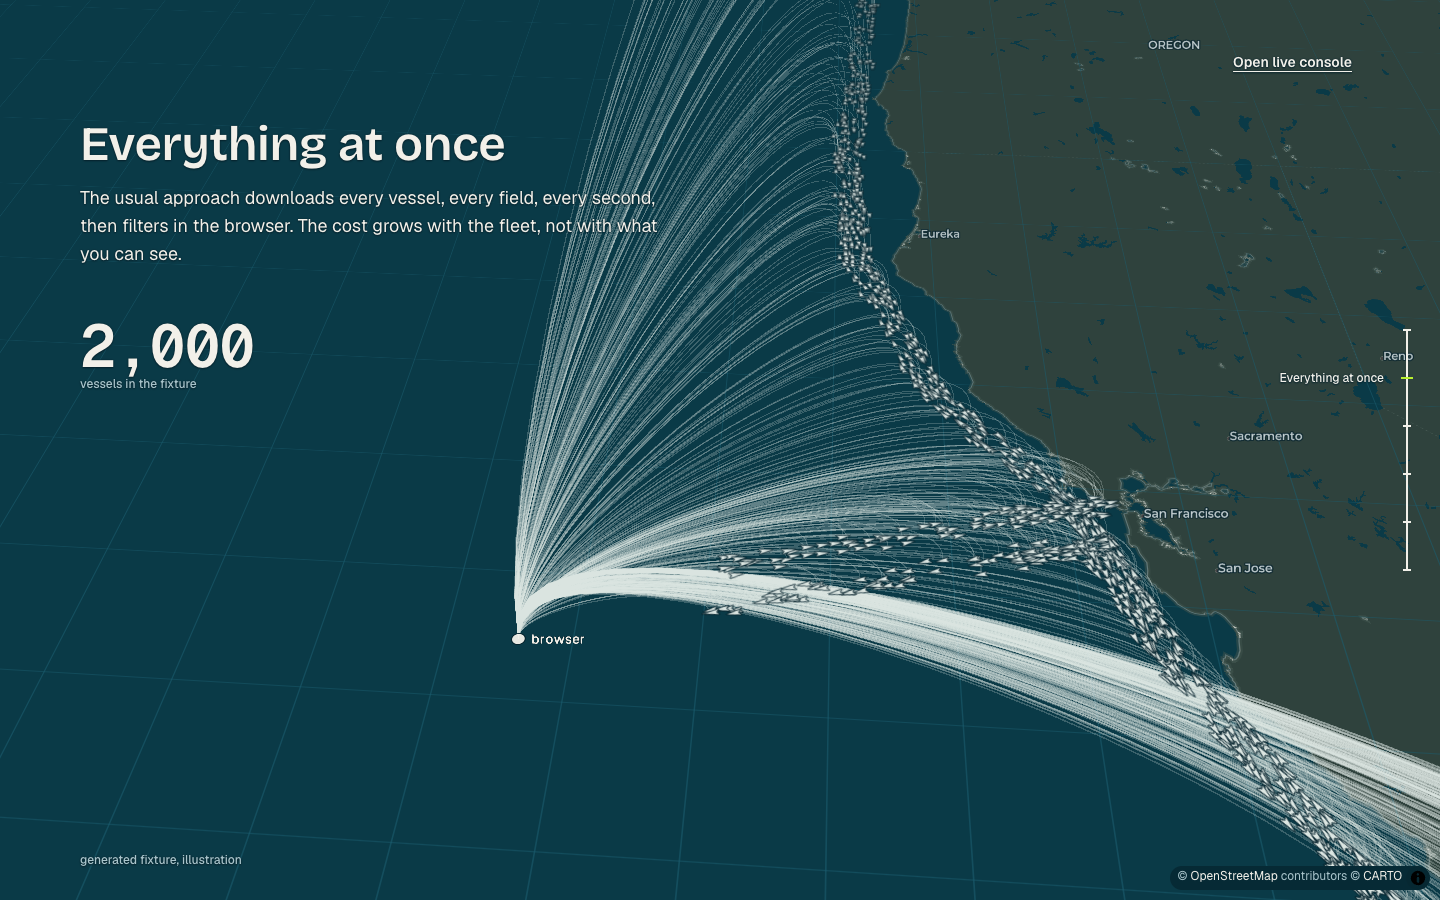 OREGON
Open live console
Everything at once
The usual approach downloads every vessel, every field, every second,
then filters in the browser. The cost grows with the fleet, not with what
you can see.
Eureka
2,000
vessels in the fixture
Reno
Everything at once
Sacramento
San Francisco
San Jose
browser
generated fixture, illustration
© OpenStreetMap contributors © CARTO